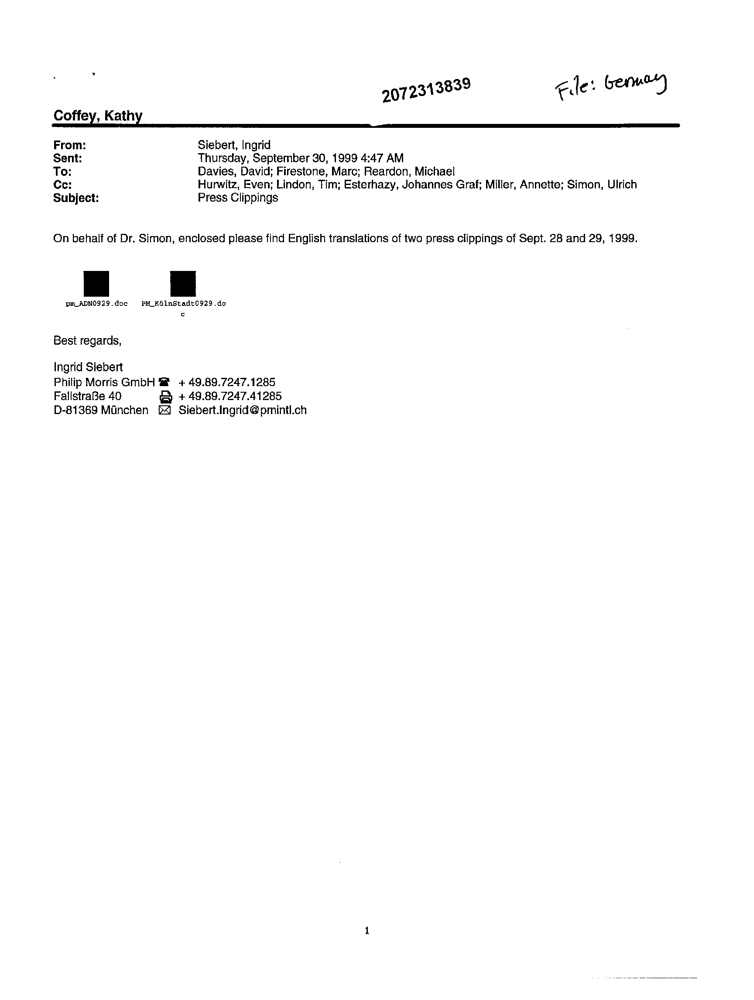 2072313839
File: Germany
Coffey, Kathy
From: Siebert, Ingrid
Sent: Thursday, September 30, 1999 4:47 AM
To: Davies, David; Firestone, Marc; Reardon, Michael
Cc: Hurwitz, Even; Lindon, Tim; Esterhazy, Johannes Graf; Miller, Annette; Simon, Ulrich
Subject: Press Clippings
On behalf of Dr. Simon, enclosed please find English translations of two press clippings of Sept. 28 and 29, 1999.
pm_ADN0929.doc PM_KölnStadt0929.do
c
Best regards,
Ingrid Siebert
Philip Morris GmbH ☎ + 49.89.7247.1285
Fallstraße 40 + 49.89.7247.41285
D-81369 München ✉ Siebert.Ingrid@pmintl.ch
1